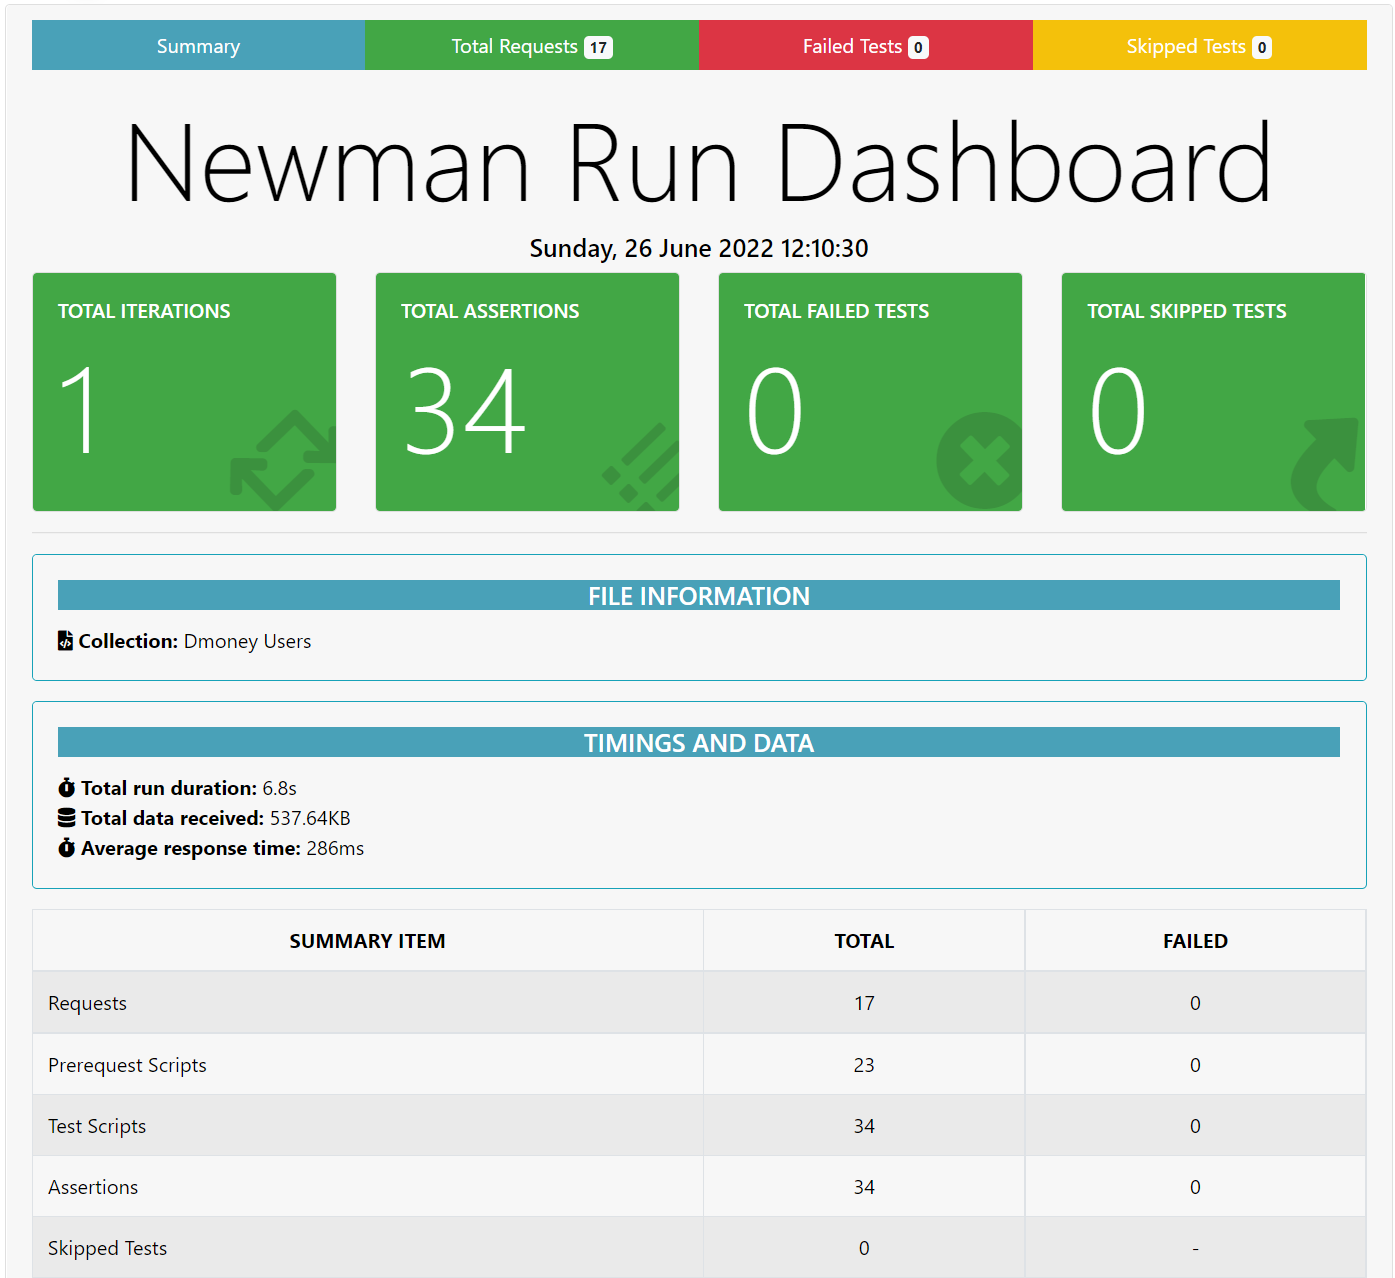 Summary Total Requests 17 Failed Tests 0 Skipped Tests 0
Newman Run Dashboard
Sunday, 26 June 2022 12:10:30
TOTAL ITERATIONS TOTAL ASSERTIONS TOTAL FAILED TESTS TOTAL SKIPPED TESTS
1 34 0 0
FILE INFORMATION
Collection: Dmoney Users
TIMINGS AND DATA
Total run duration: 6.8s
Total data received: 537.64KB
Average response time: 286ms
SUMMARY ITEM TOTAL FAILED
Requests 17 0
Prerequest Scripts 23 0
Test Scripts 34 0
Assertions 34 0
Skipped Tests 0 -